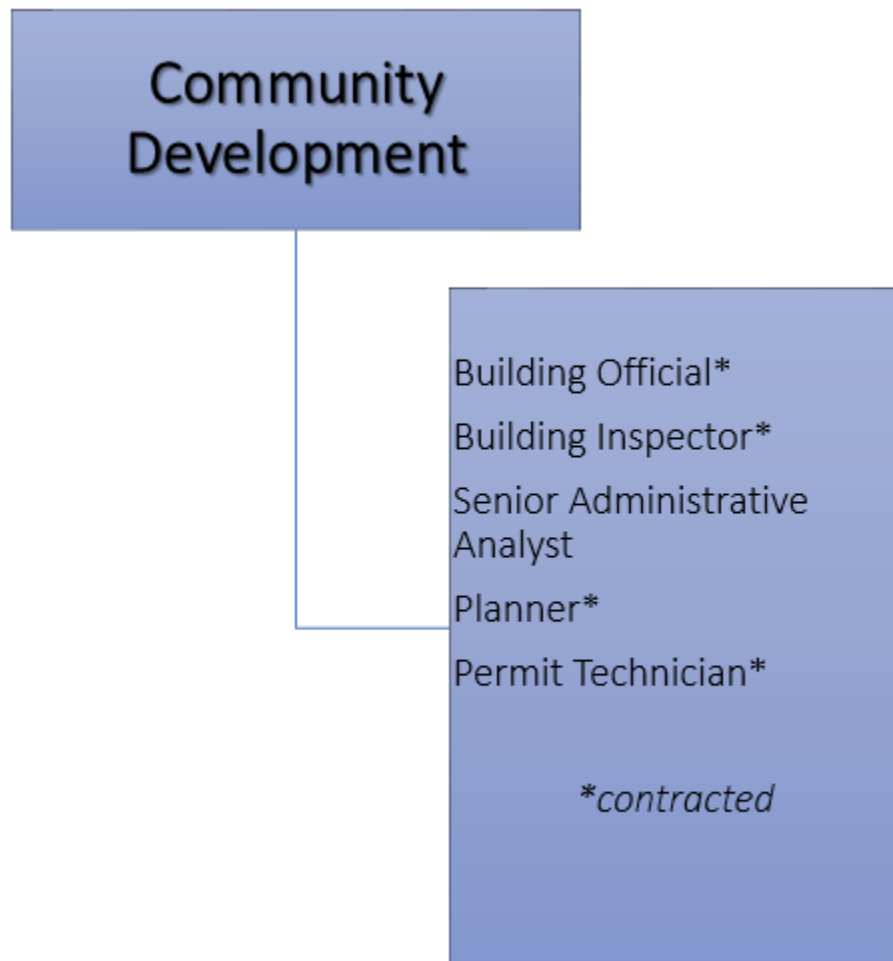 Community
Development
Building Official*
Building Inspector*
Senior Administrative
Analyst
Planner*
Permit Technician*
*contracted